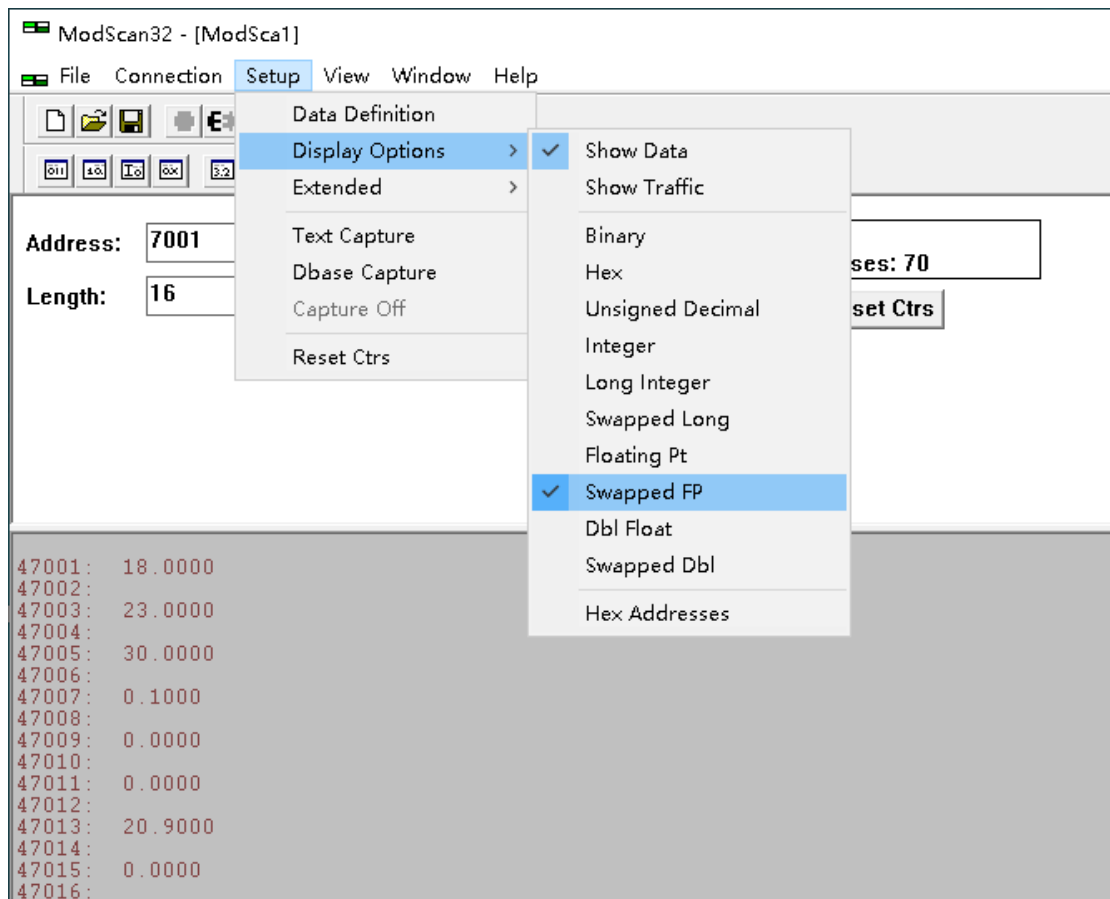 ModScan32 - [ModSca1]
File Connection Setup View Window Help
Data Definition
Display Options
Extended
Text Capture
Dbase Capture
Capture Off
Reset Ctrs
Show Data
Show Traffic
Binary
Hex
Unsigned Decimal
Integer
Long Integer
Swapped Long
Floating Pt
Swapped FP
Dbl Float
Swapped Dbl
Hex Addresses
Address: 7001
Length: 16
ses: 70
set Ctrs
47001: 18.0000
47002:
47003: 23.0000
47004:
47005: 30.0000
47006:
47007: 0.1000
47008:
47009: 0.0000
47010:
47011: 0.0000
47012:
47013: 20.9000
47014:
47015: 0.0000
47016: